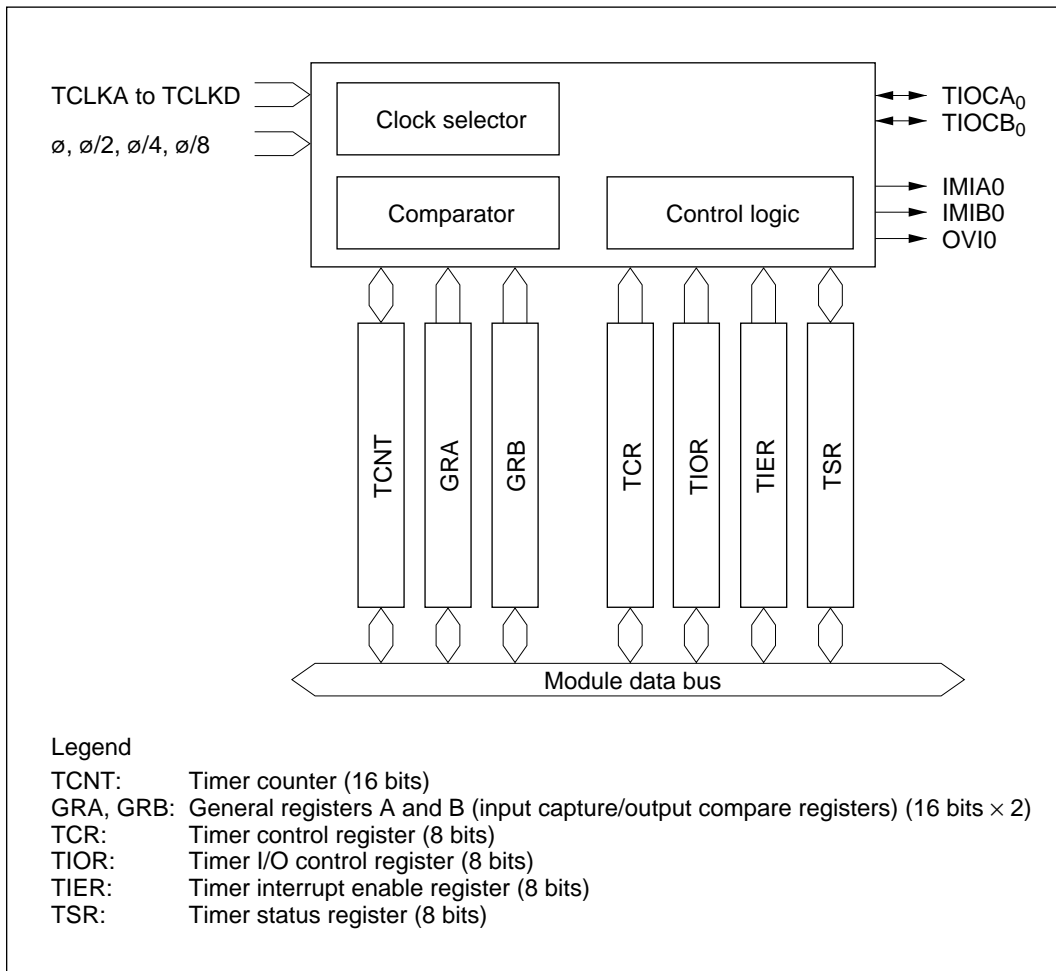 TCLKA to TCLKD
ø, ø/2, ø/4, ø/8
Clock selector
Comparator
Control logic
TIOCA0
TIOCB0
IMIA0
IMIB0
OVI0
TCNT
GRA
GRB
TCR
TIOR
TIER
TSR
Module data bus
Legend
TCNT: Timer counter (16 bits)
GRA, GRB: General registers A and B (input capture/output compare registers) (16 bits × 2)
TCR: Timer control register (8 bits)
TIOR: Timer I/O control register (8 bits)
TIER: Timer interrupt enable register (8 bits)
TSR: Timer status register (8 bits)